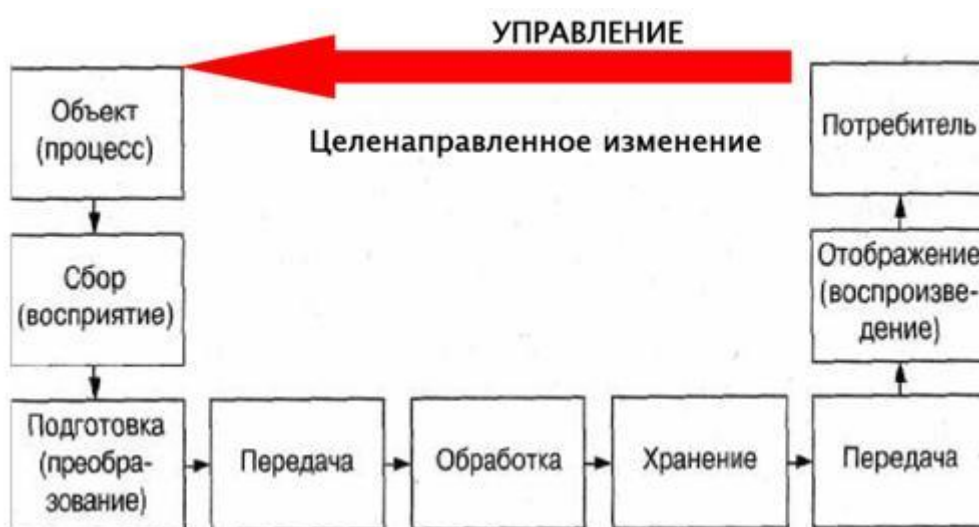 УПРАВЛЕНИЕ
Целенаправленное изменение
Объект
(процесс)
Сбор
(восприятие)
Подготовка
(преобра-
зование)
Передача
Обработка
Хранение
Передача
Отображение
(воспроизве-
дение)
Потребитель